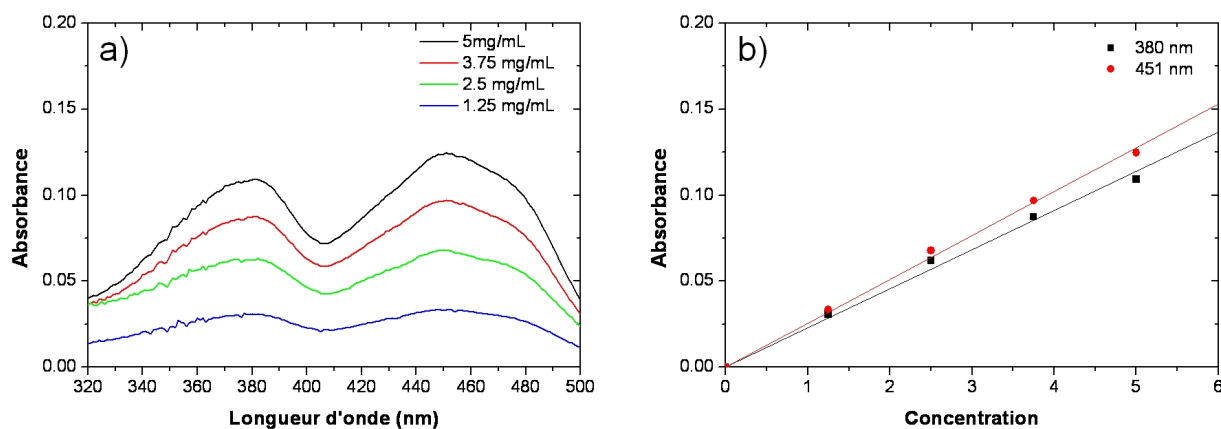 a)
5mg/mL
3.75 mg/mL
2.5 mg/mL
1.25 mg/mL
Absorbance
0.20
0.15
0.10
0.05
0.00
320 340 360 380 400 420 440 460 480 500
Longueur d'onde (nm)
b)
380 nm
451 nm
Absorbance
0.20
0.15
0.10
0.05
0.00
0 1 2 3 4 5 6
Concentration